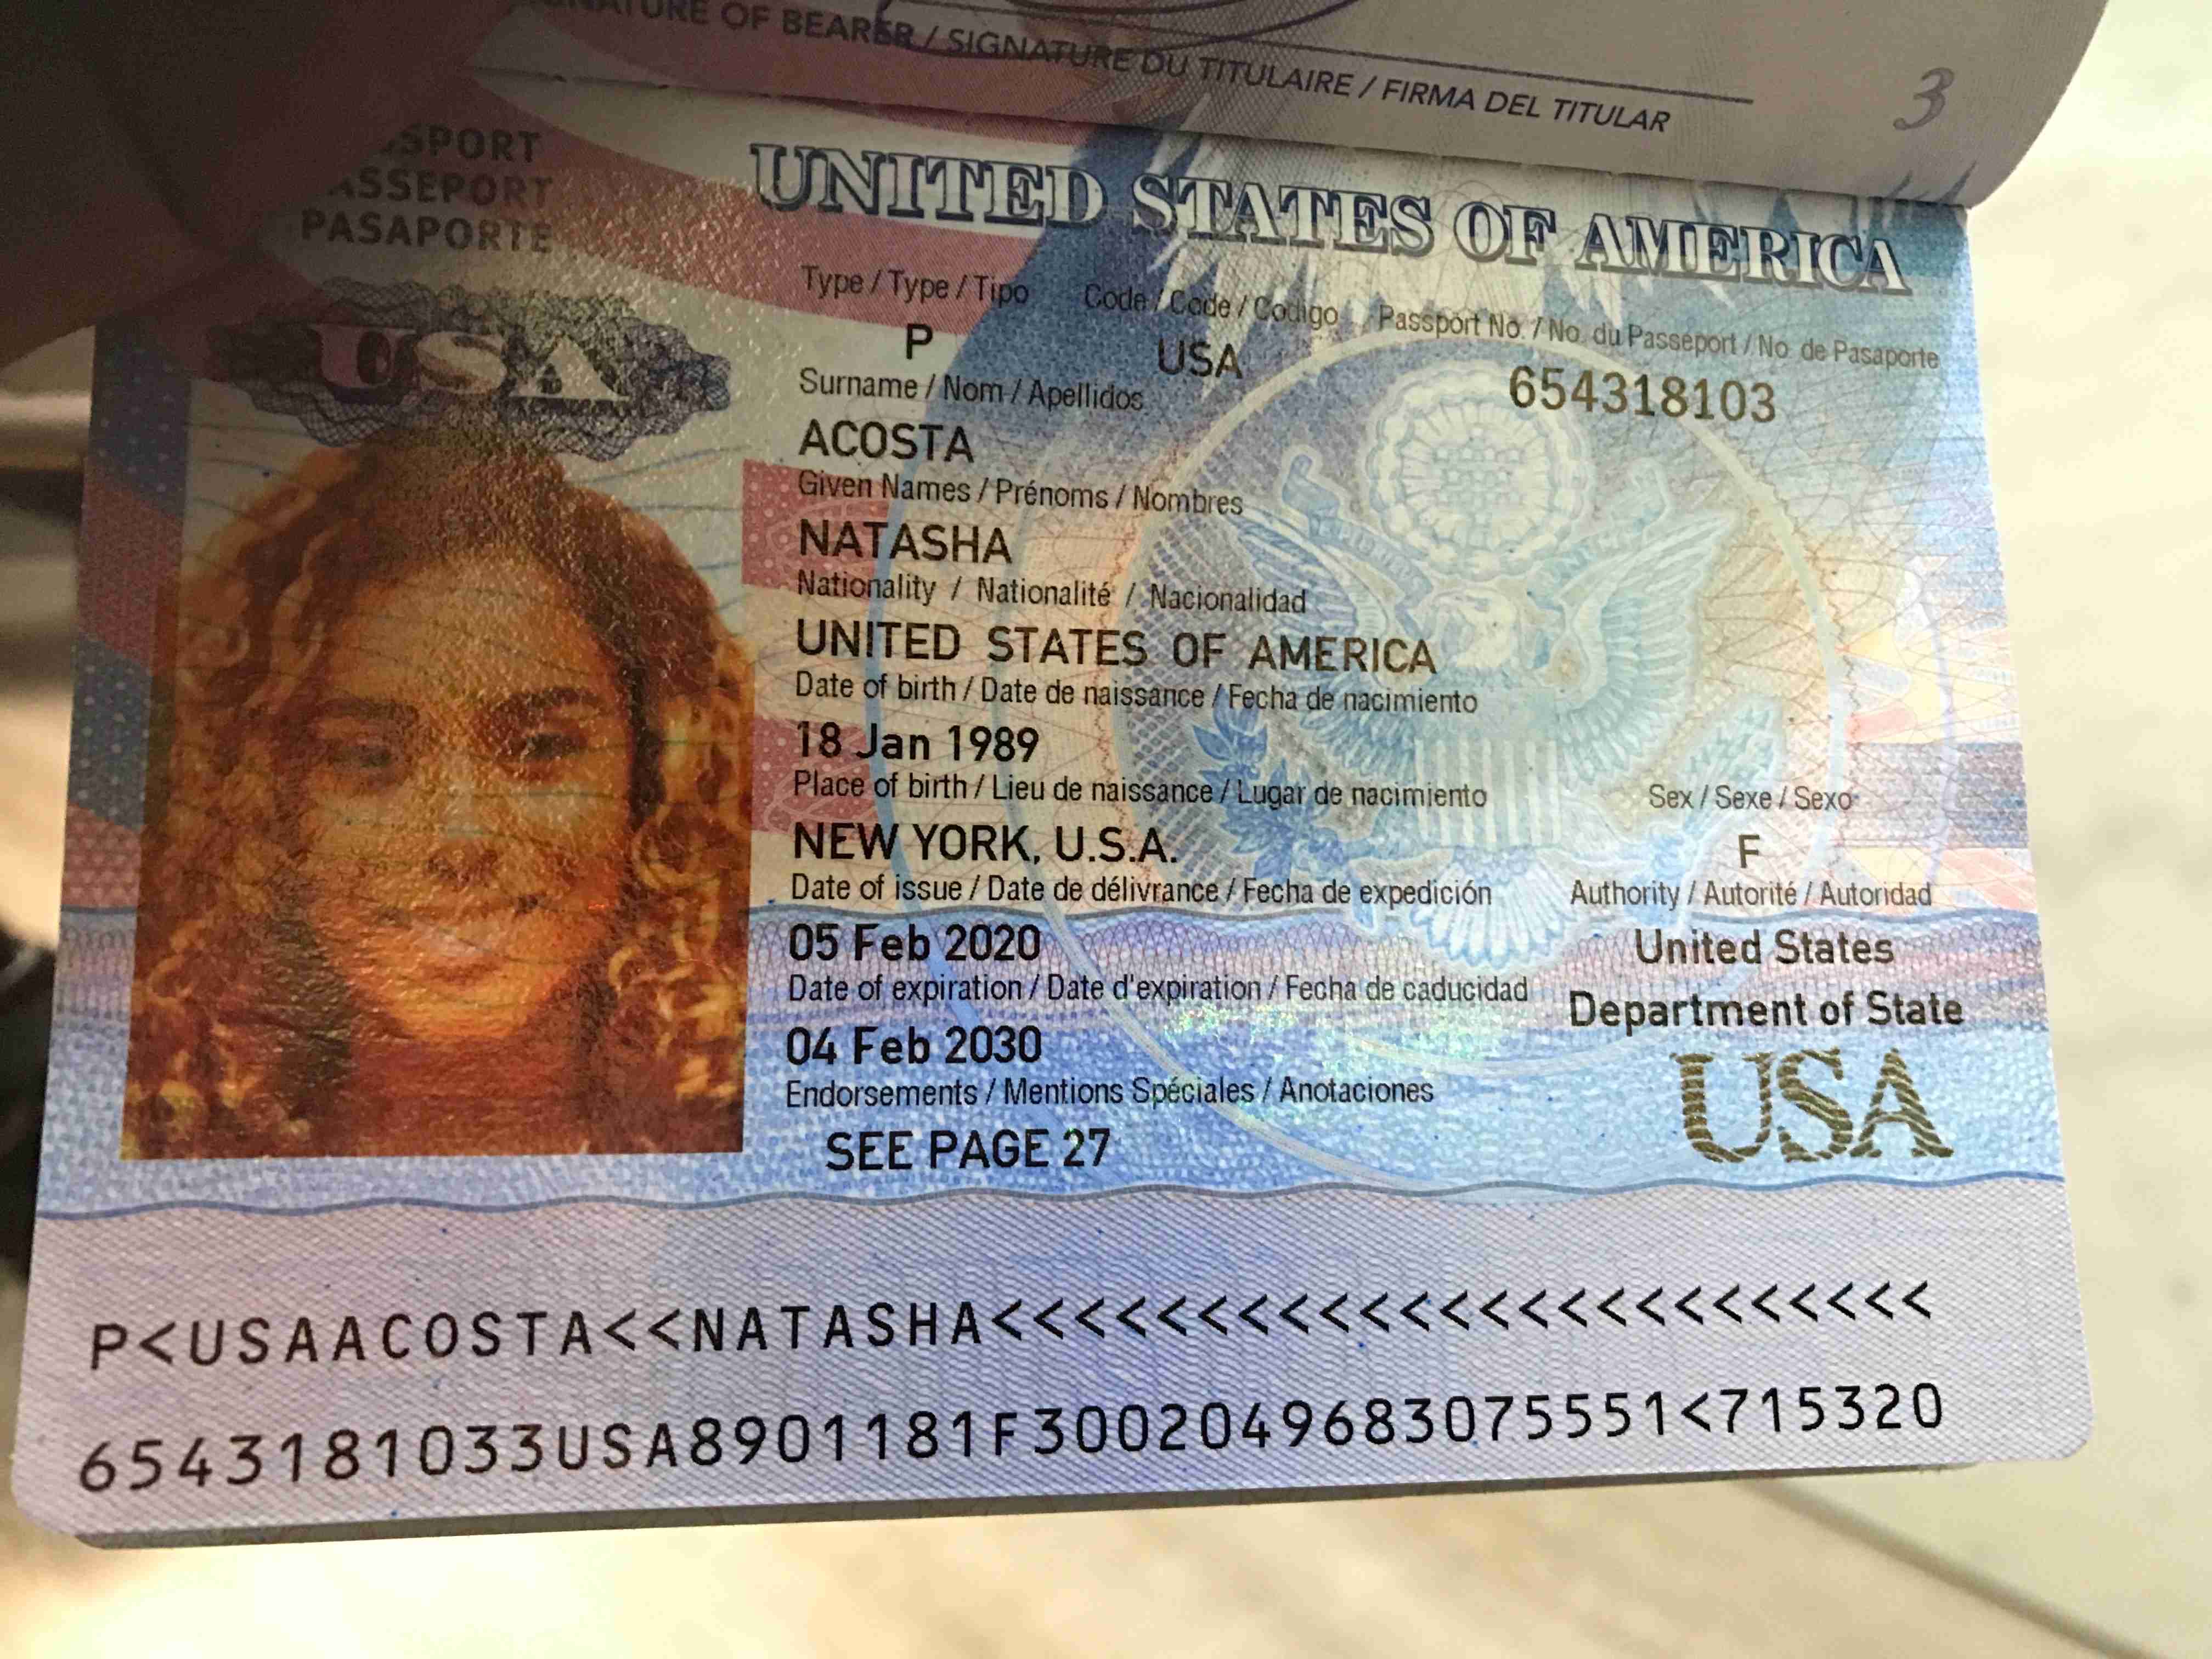 SIGNATURE OF BEARER / SIGNATURE DU TITULAIRE / FIRMA DEL TITULAR
3
PASAPORTE
UNITED STATES OF AMERICA
USA
Type / Type / Tipo Code / Code / Codigo Passport No. / No. du Passeport / No. de Pasaporte
P USA 654318103
Surname / Nom / Apellidos
ACOSTA
Given Names / Prénoms / Nombres
NATASHA
Nationality / Nationalité / Nacionalidad
UNITED STATES OF AMERICA
Date of birth / Date de naissance / Fecha de nacimiento
18 Jan 1989
Place of birth / Lieu de naissance / Lugar de nacimiento Sex / Sexe / Sexo
NEW YORK, U.S.A. F
Date of issue / Date de délivrance / Fecha de expedición Authority / Autorité / Autoridad
05 Feb 2020 United States
Date of expiration / Date d'expiration / Fecha de caducidad Department of State
04 Feb 2030 USA
Endorsements / Mentions Spéciales / Anotaciones
SEE PAGE 27
P<USAACOSTA<<NATASHA<<<<<<<<<<<<<<<<<<<<<<<
6543181033USA8901181F3002049683075551<715320